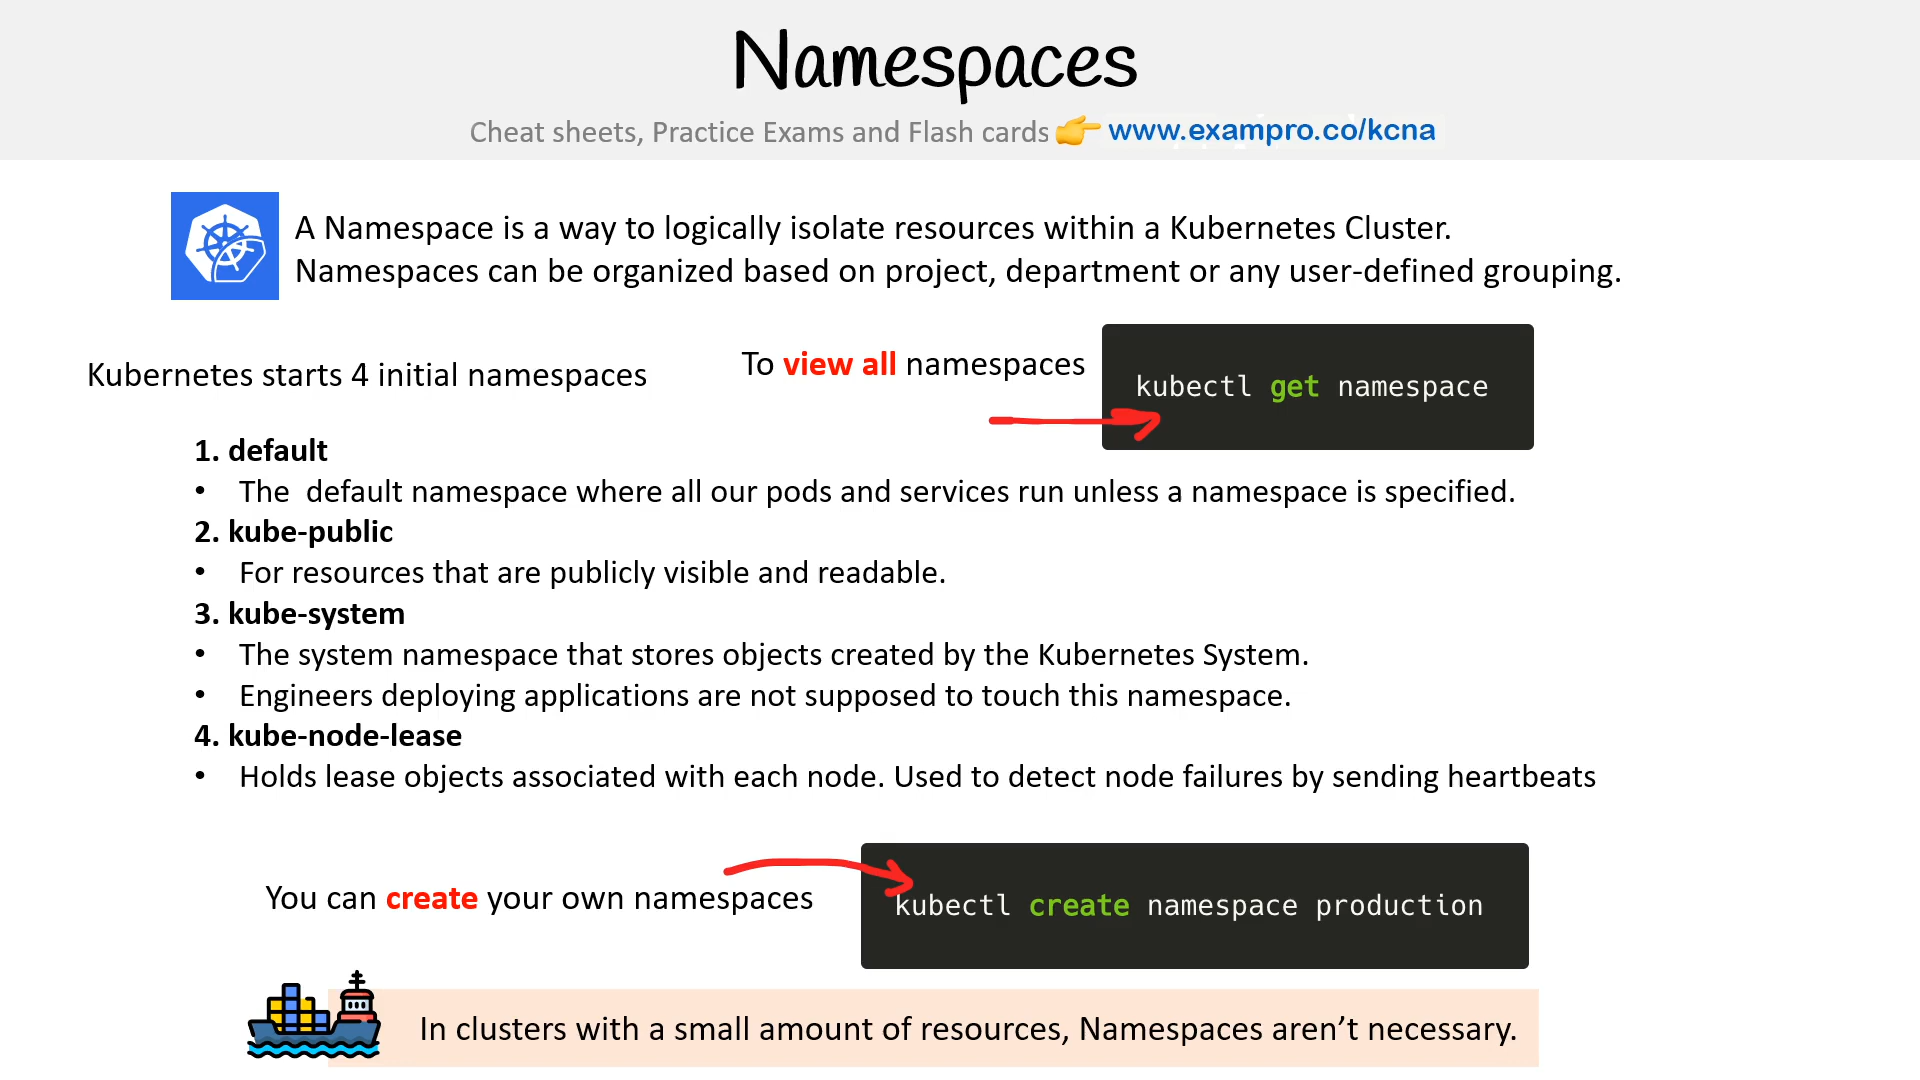 Namespaces
Cheat sheets, Practice Exams and Flash cards 👉 www.exampro.co/kcna
A Namespace is a way to logically isolate resources within a Kubernetes Cluster.
Namespaces can be organized based on project, department or any user-defined grouping.
Kubernetes starts 4 initial namespaces
To view all namespaces
kubectl get namespace
1. default
• The  default namespace where all our pods and services run unless a namespace is specified.
2. kube-public
• For resources that are publicly visible and readable.
3. kube-system
• The system namespace that stores objects created by the Kubernetes System.
• Engineers deploying applications are not supposed to touch this namespace.
4. kube-node-lease
• Holds lease objects associated with each node. Used to detect node failures by sending heartbeats
You can create your own namespaces
kubectl create namespace production
In clusters with a small amount of resources, Namespaces aren’t necessary.